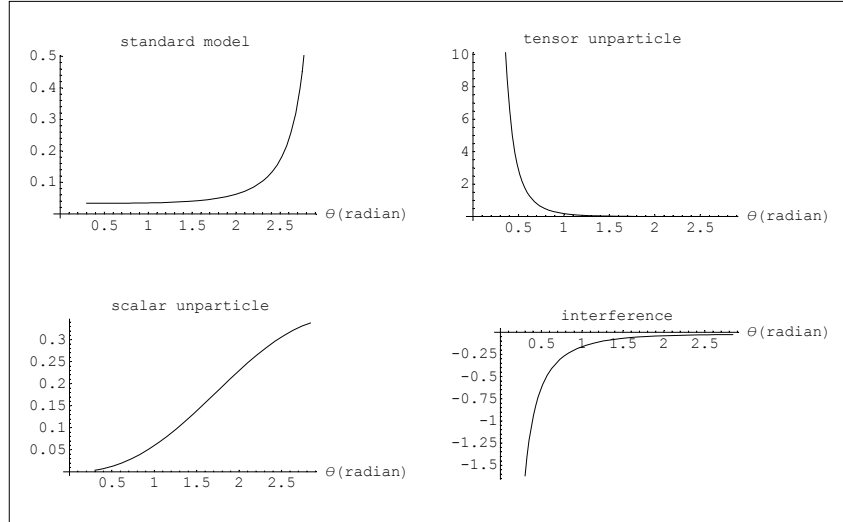 standard model
0.5
0.4
0.3
0.2
0.1
0.5 1 1.5 2 2.5
θ(radian)
tensor unparticle
10
8
6
4
2
0.5 1 1.5 2 2.5
θ(radian)
scalar unparticle
0.3
0.25
0.2
0.15
0.1
0.05
0.5 1 1.5 2 2.5
θ(radian)
interference
θ(radian)
0.5 1 1.5 2 2.5
-0.25
-0.5
-0.75
-1
-1.25
-1.5